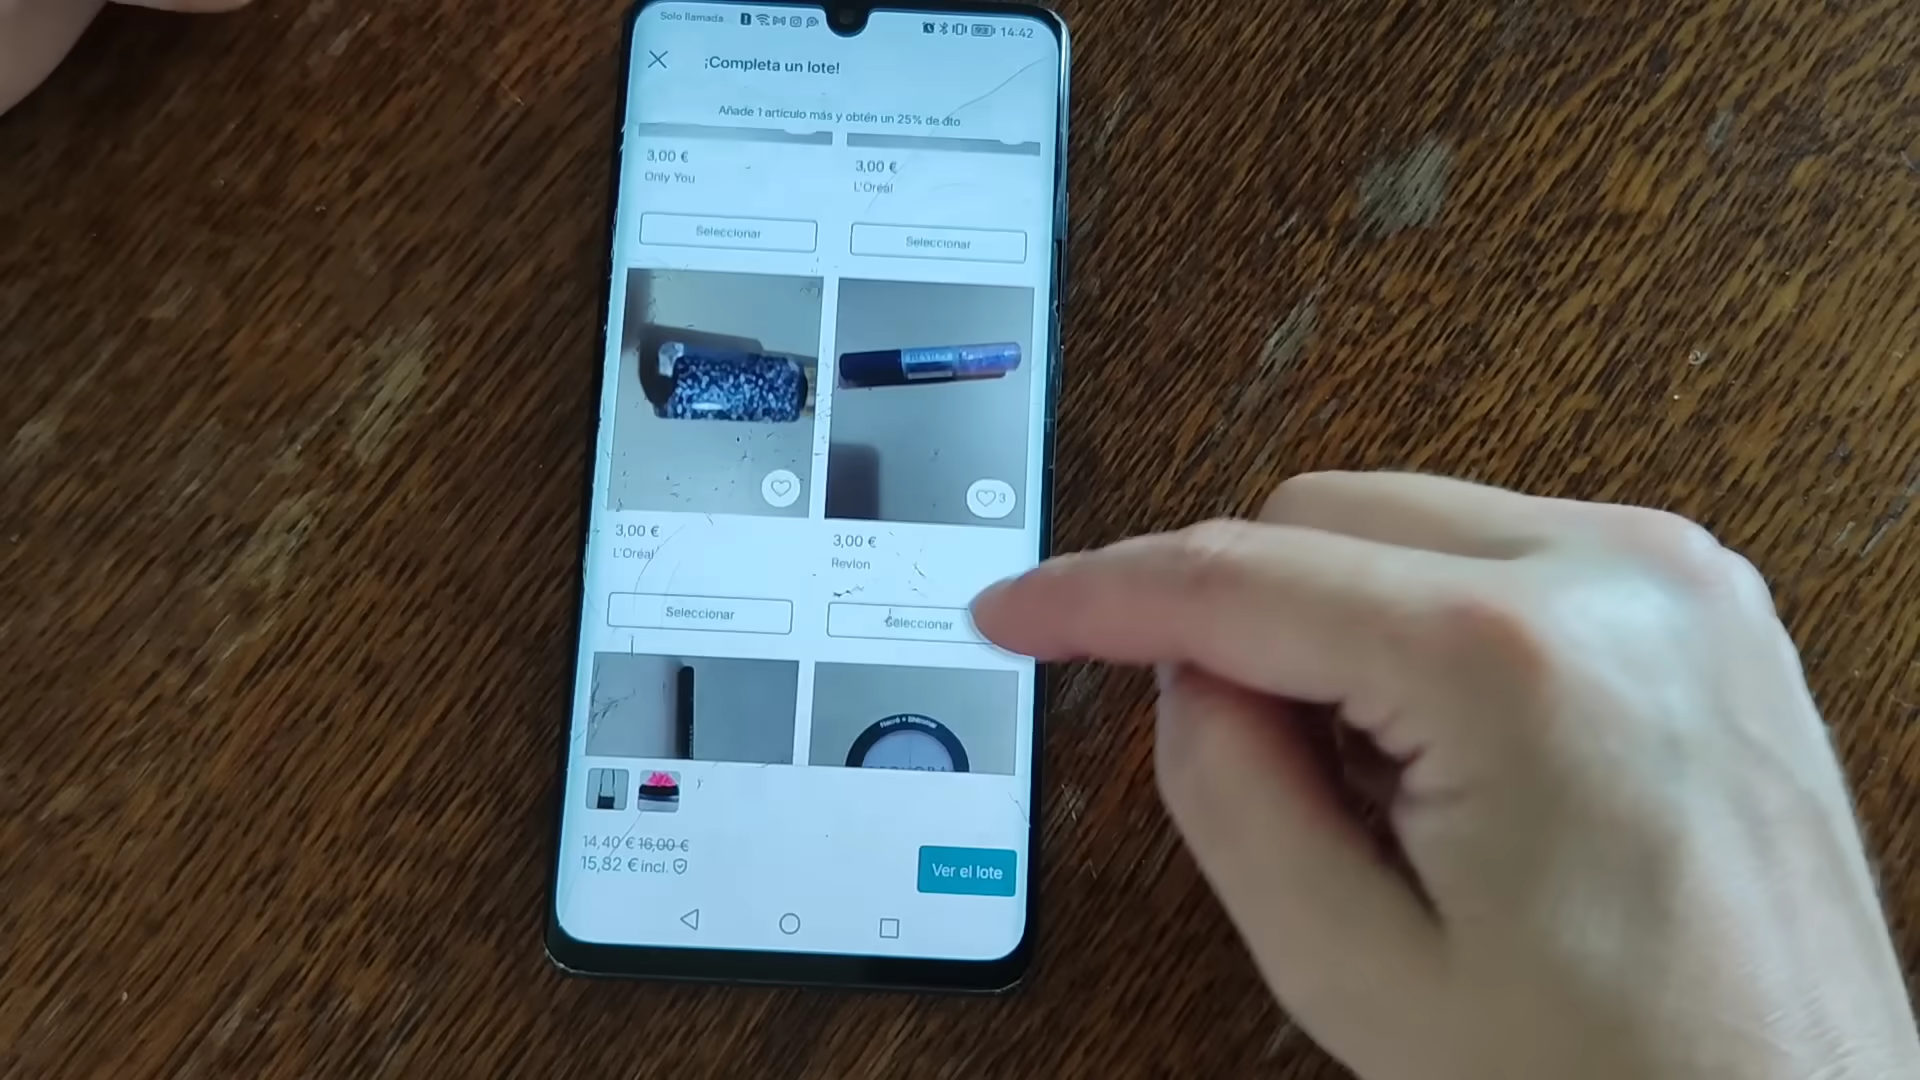 Solo llamada
14:42
¡Completa un lote!
Añade 1 artículo más y obtén un 25% de dto
3,00 €
Only You
3,00 €
L'Oréal
Seleccionar
Seleccionar
3
3,00 €
L'Oréal
3,00 €
Revlon
Seleccionar
Seleccionar
14,40 € 16,00 €
15,82 € incl.
Ver el lote